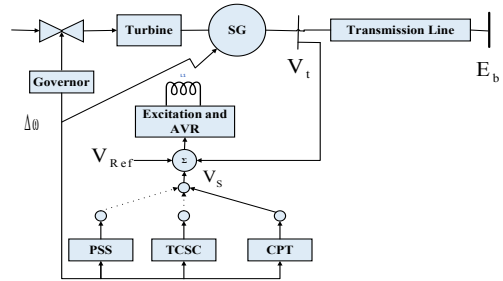 Turbine
SG
Transmission Line
V t
E b
Governor
Δω
Excitation and
AVR
V Ref
Σ
V S
PSS
TCSC
CPT